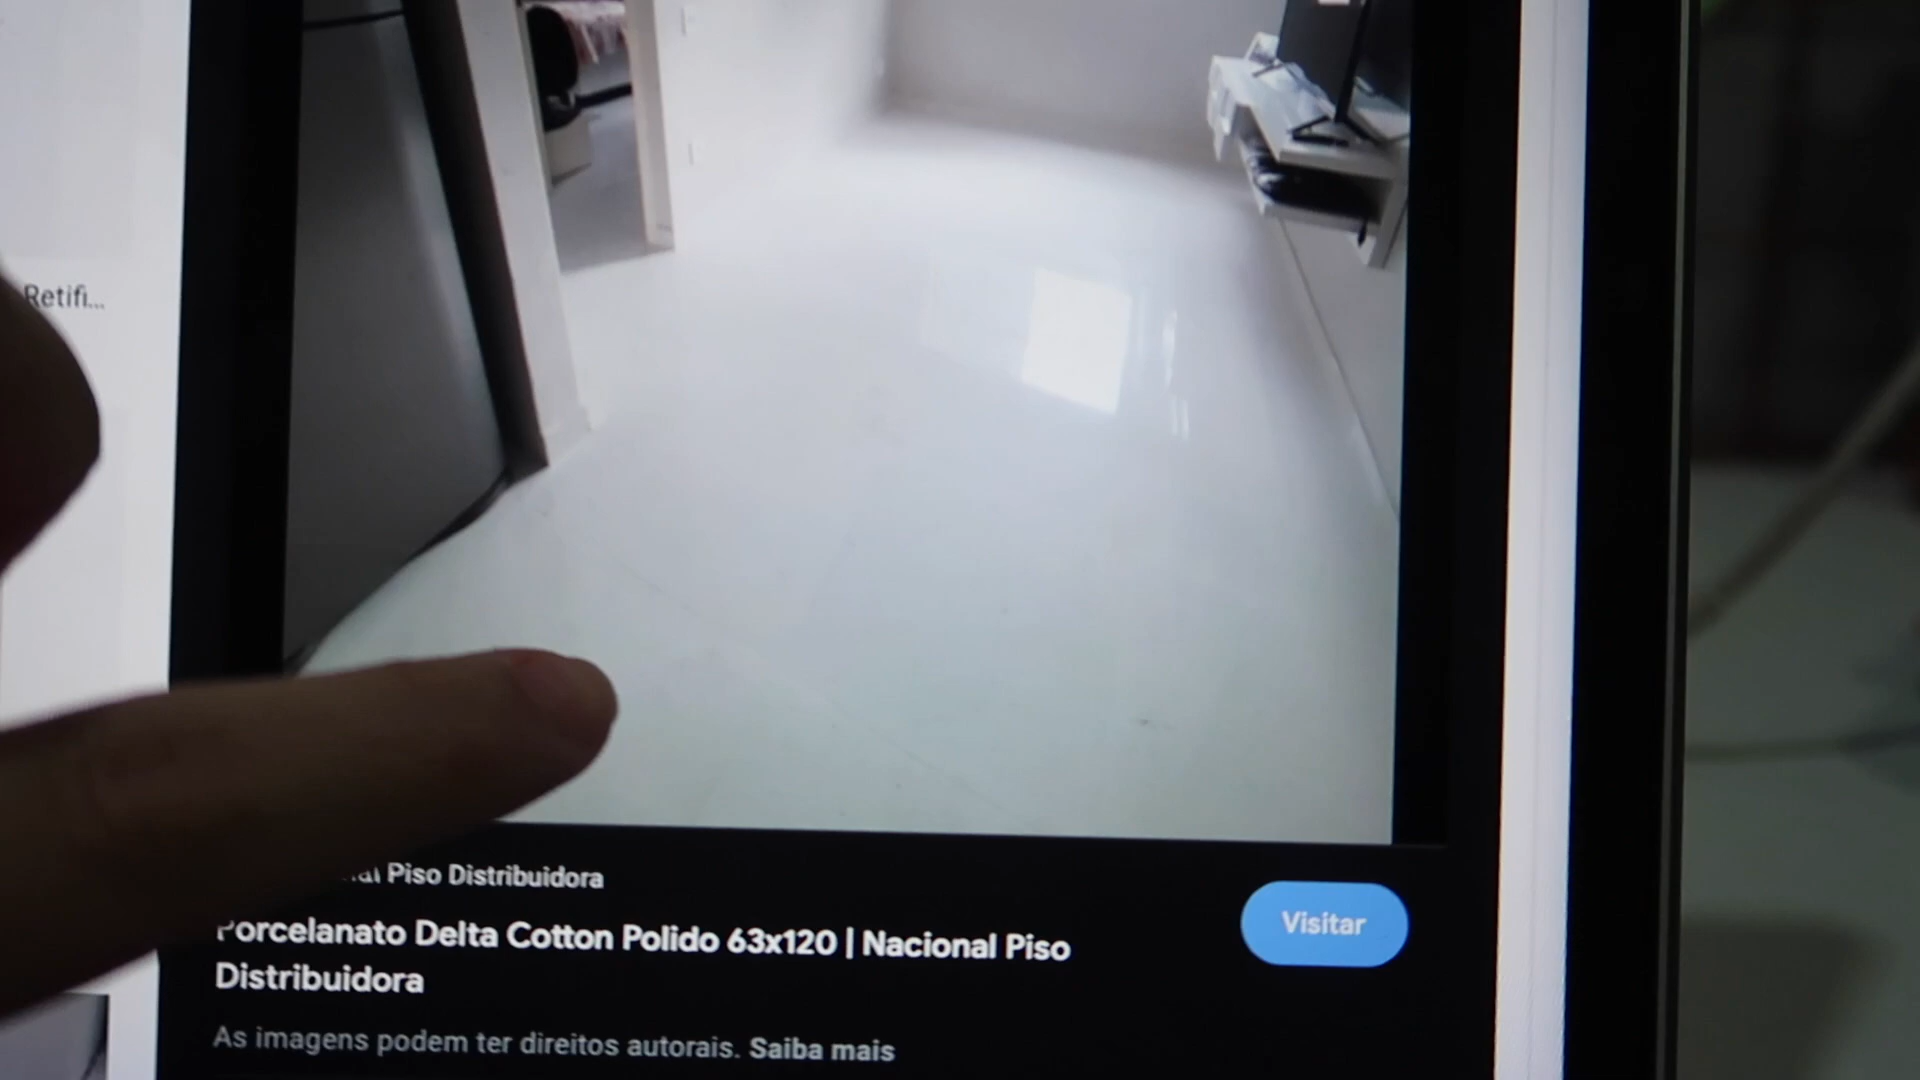 Retifi...
Piso Distribuidora
Porcelanato Delta Cotton Polido 63x120 | Nacional Piso
Distribuidora
Visitar
As imagens podem ter direitos autorais. Saiba mais